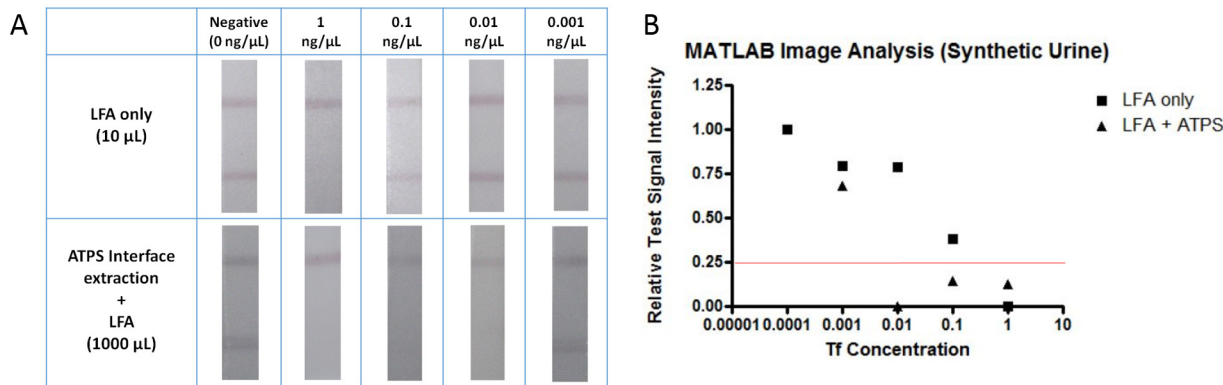 A
Negative
(0 ng/µL)
1
ng/µL
0.1
ng/µL
0.01
ng/µL
0.001
ng/µL
LFA only
(10 µL)
ATPS Interface
extraction
+
LFA
(1000 µL)
B
MATLAB Image Analysis (Synthetic Urine)
Relative Test Signal Intensity
1.25
1.00
0.75
0.50
0.25
0.00
0.00001
0.0001
0.001
0.01
0.1
1
10
Tf Concentration
LFA only
LFA + ATPS